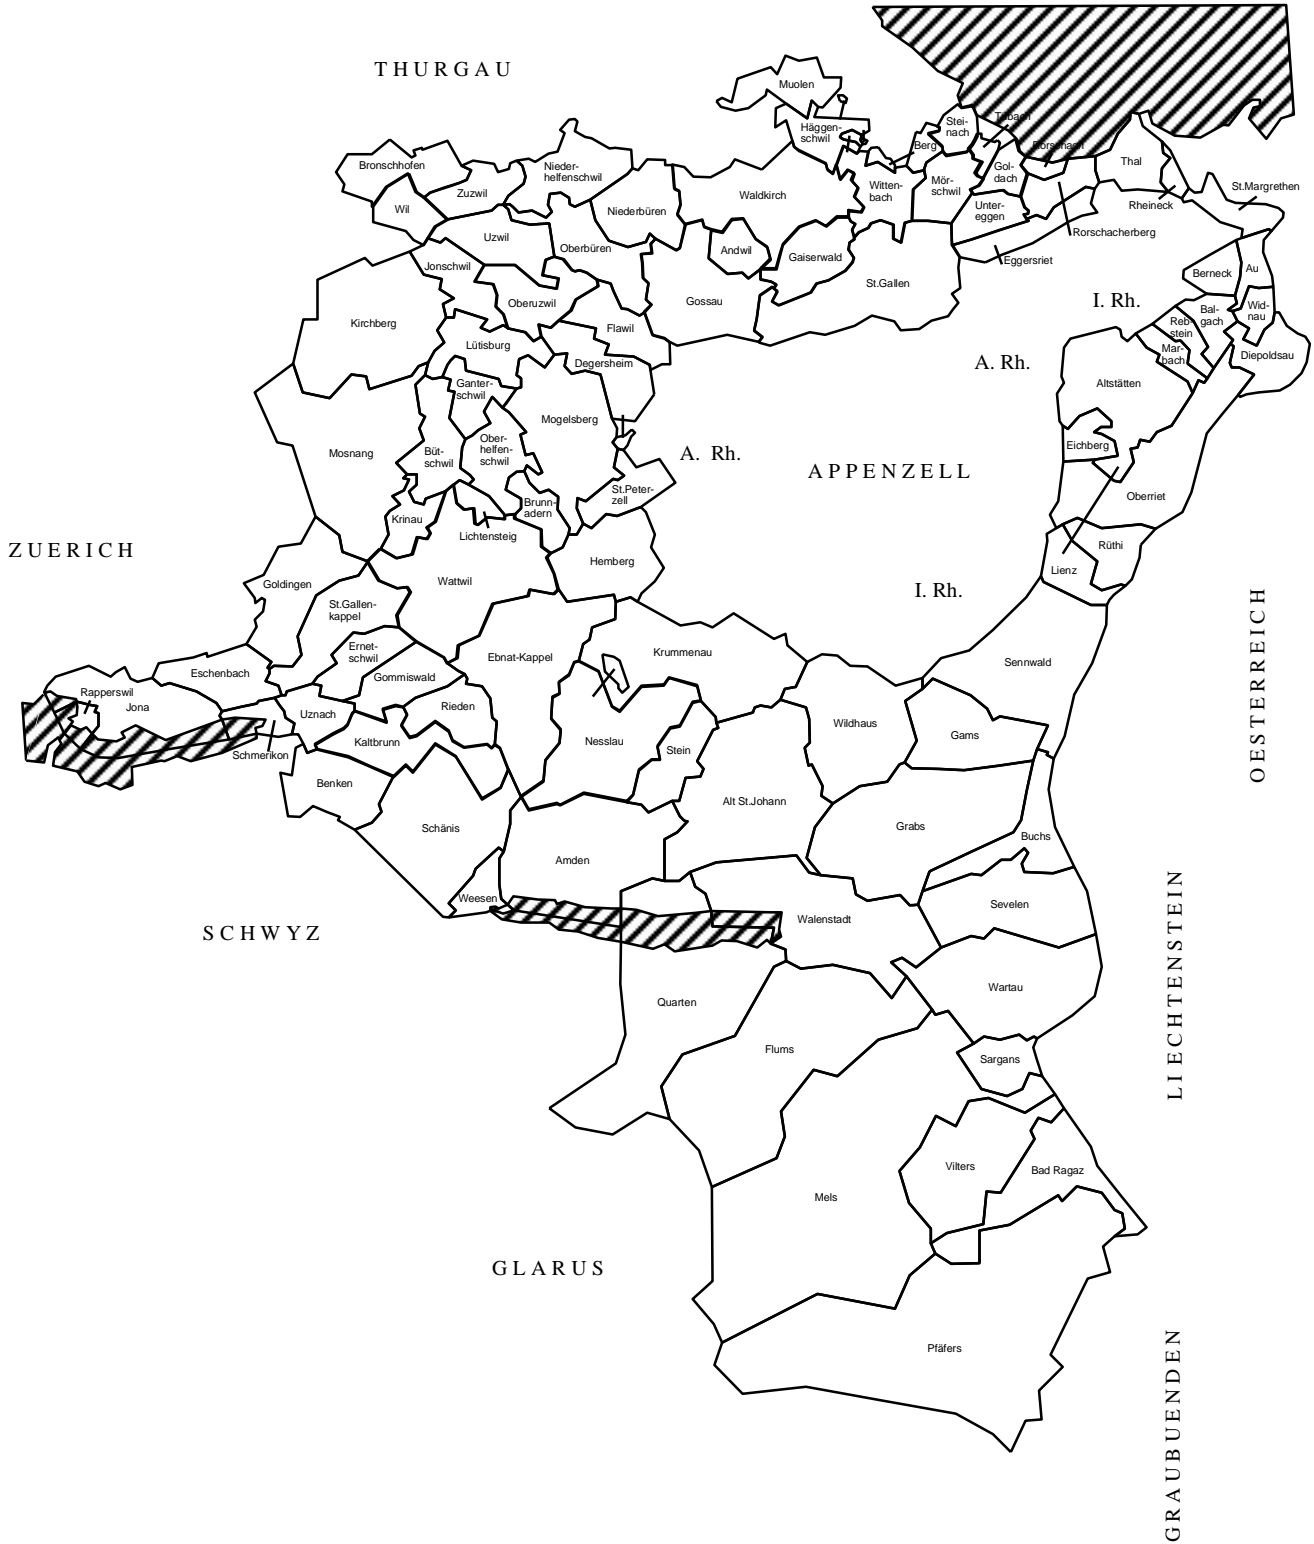 THURGAU
Muolen
Häggen-
schwil
Stei-
nach
Tübach
Berg
Rorschach
Thal
Bronschhofen
Nieder-
helfenschwil
Zuzwil
Wil
Waldkirch
Witten-
bach
Mör-
schwil
Gol-
dach
St.Margrethen
Rheineck
Niederbüren
Unter-
eggen
Rorschacherberg
Uzwil
Oberbüren
Andwil
Gaiserwald
Eggersriet
Jonschwil
Berneck
Au
St.Gallen
Oberuzwil
Gossau
I. Rh.
Bal-
gach
Wid-
nau
Kirchberg
Flawil
Reb-
stein
Lütisburg
Mar-
bach
Diepoldsau
Degersheim
A. Rh.
Ganter-
schwil
Altstätten
Mogelsberg
Mosnang
Büt-
schwil
Ober-
helfen-
schwil
A. Rh.
Eichberg
APPENZELL
St.Peter-
zell
Oberriet
Brunn-
adern
Krinau
Lichtensteig
ZUERICH
Rüthi
Hemberg
Lienz
Goldingen
Wattwil
I. Rh.
St.Gallen-
kappel
OESTERREICH
Ernet-
schwil
Krummenau
Ebnat-Kappel
Sennwald
Eschenbach
Gommiswald
Rapperswil
Jona
Rieden
Uznach
Wildhaus
Gams
Kaltbrunn
Nesslau
Stein
Schmerikon
Benken
Alt St.Johann
Schänis
Grabs
Buchs
Amden
Weesen
Sevelen
Walenstadt
SCHWYZ
LIECHTENSTEIN
Wartau
Quarten
Flums
Sargans
Vilters
Bad Ragaz
Mels
GLARUS
Pfäfers
GRAUBUENDEN